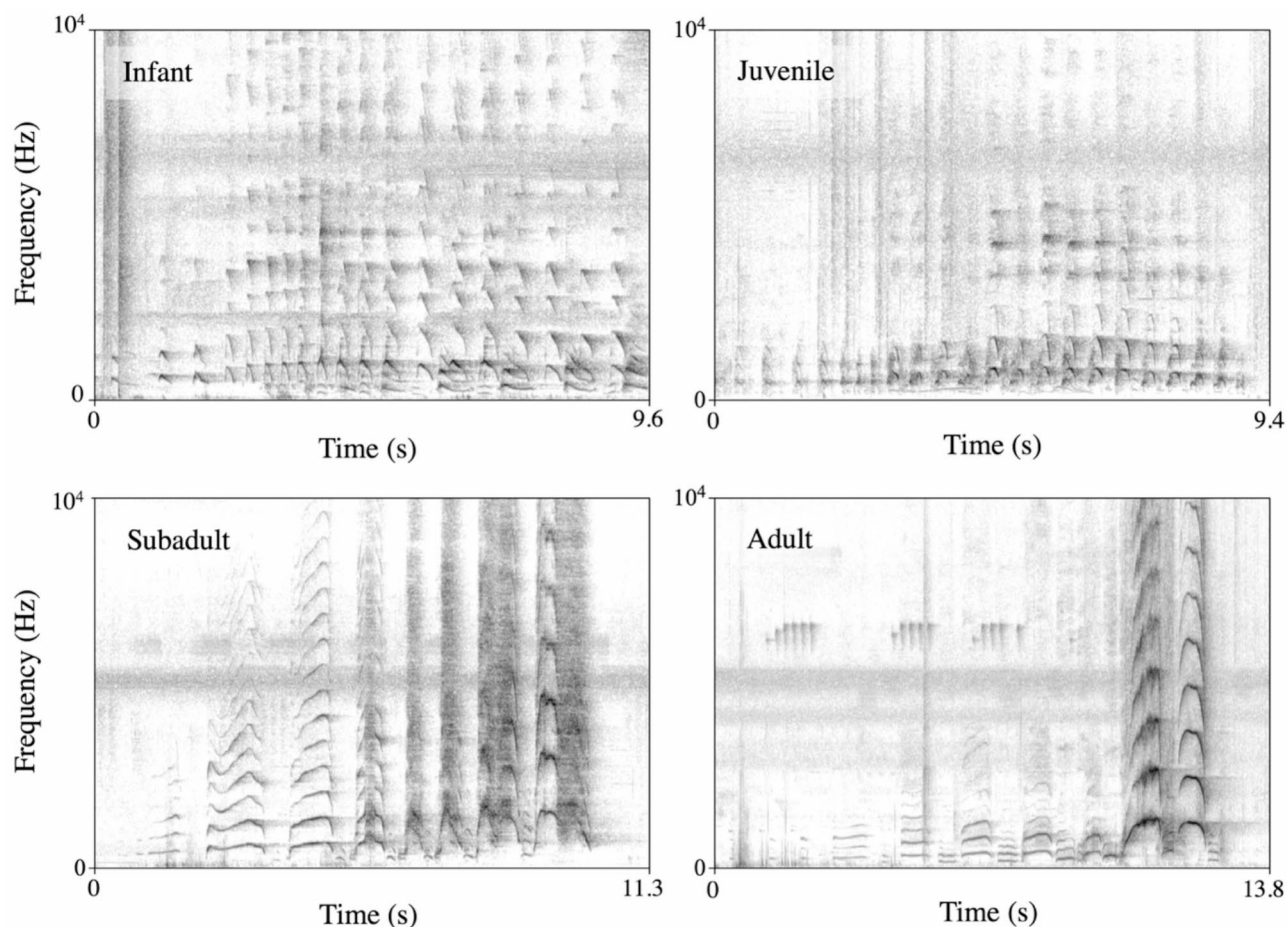 10⁴
Infant
Frequency (Hz)
0
0
9.6
Time (s)
10⁴
Juvenile
0
0
9.4
Time (s)
10⁴
Subadult
Frequency (Hz)
0
0
11.3
Time (s)
10⁴
Adult
0
0
13.8
Time (s)